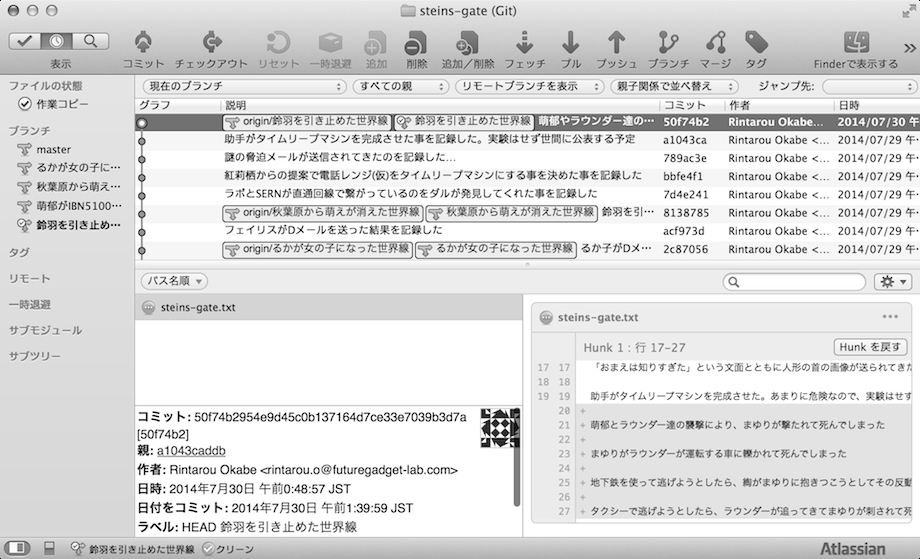 steins-gate (Git)
表示
コミット
チェックアウト
リセット
一時退避
追加
削除
追加/削除
フェッチ
プル
プッシュ
ブランチ
マージ
タグ
Finderで表示する
ファイルの状態
作業コピー
ブランチ
master
るかが女の子に…
秋葉原から萌え…
萌郁がIBN5100…
鈴羽を引き止め…
タグ
リモート
一時退避
サブモジュール
サブツリー
現在のブランチ
すべての親
リモートブランチを表示
親子関係で並べ替え
ジャンプ先:
グラフ 説明 コミット 作者 日時
origin/鈴羽を引き止めた世界線 鈴羽を引き止めた世界線 萌郁やラウンダー達の… 50f74b2 Rintarou Okabe… 2014/07/30 午
助手がタイムリープマシンを完成させた事を記録した。実験はせず世間に公表する予定 a1043ca Rintarou Okabe <… 2014/07/29 午
謎の脅迫メールが送信されてきたのを記録した… 789ac3e Rintarou Okabe <… 2014/07/29 午
紅莉栖からの提案で電話レンジ(仮)をタイムリープマシンにする事を決めた事を記録した bbfe4f1 Rintarou Okabe <… 2014/07/29 午
ラボとSERNが直通回線で繋がっているのをダルが発見してくれた事を記録した 7d4e241 Rintarou Okabe <… 2014/07/29 午
origin/秋葉原から萌えが消えた世界線 秋葉原から萌えが消えた世界線 鈴羽を引… 8138785 Rintarou Okabe <… 2014/07/29 午
フェイリスがDメールを送った結果を記録した acf973d Rintarou Okabe <… 2014/07/29 午
origin/るかが女の子になった世界線 るかが女の子になった世界線 るか子がDメ… 2c87056 Rintarou Okabe <… 2014/07/29 午
パス名順
steins-gate.txt
コミット: 50f74b2954e9d45c0b137164d7ce33e7039b3d7a
[50f74b2]
親: a1043caddb
作者: Rintarou Okabe <rintarou.o@futuregadget-lab.com>
日時: 2014年7月30日 午前0:48:57 JST
日付をコミット: 2014年7月30日 午前1:39:59 JST
ラベル: HEAD 鈴羽を引き止めた世界線
steins-gate.txt
Hunk 1 : 行 17-27
Hunk を戻す
17 17 「おまえは知りすぎた」という文面とともに人形の首の画像が送られてきた
18 18
19 19 助手がタイムリープマシンを完成させた。あまりに危険なので、実験はせず
20 +
21 + 萌郁とラウンダー達の襲撃により、まゆりが撃たれて死んでしまった
22 +
23 + まゆりがラウンダーが運転する車に轢かれて死んでしまった
24 +
25 + 地下鉄を使って逃げようとしたら、綯がまゆりに抱きつこうとしてその反動
26 +
27 + タクシーで逃げようとしたら、ラウンダーが追ってきてまゆりが刺されて死
鈴羽を引き止めた世界線
クリーン
Atlassian